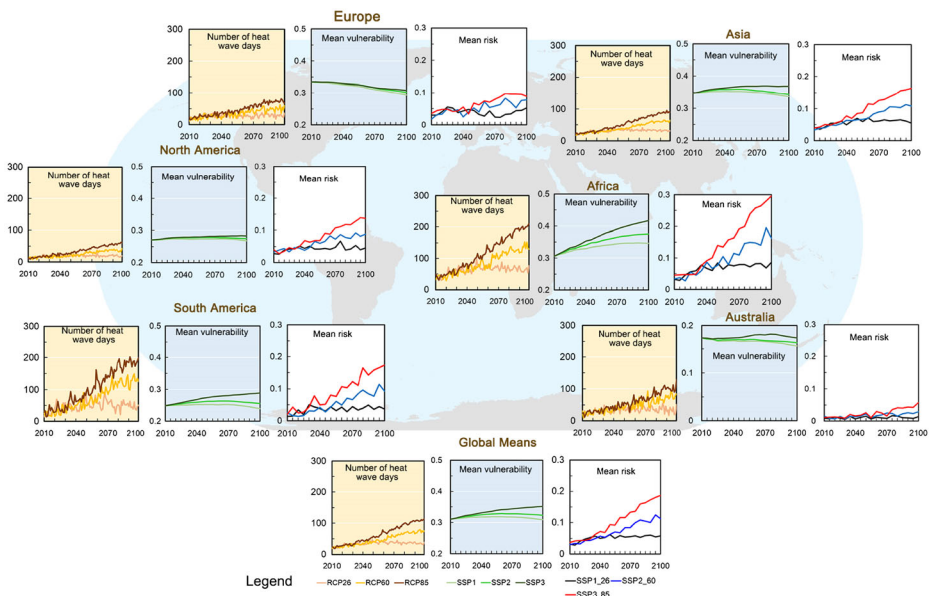 Europe
Number of heat
wave days
300
200
100
0
2010 2040 2070 2100
Mean vulnerability
0.5
0.4
0.3
0.2
2010 2040 2070 2100
Mean risk
0.3
0.2
0.1
0
2010 2040 2070 2100
Asia
Number of heat
wave days
300
200
100
0
2010 2040 2070 2100
Mean vulnerability
0.5
0.4
0.3
0.2
2010 2040 2070 2100
Mean risk
0.3
0.2
0.1
0
2010 2040 2070 2100
North America
Number of heat
wave days
300
200
100
0
2010 2040 2070 2100
Mean vulnerability
0.5
0.4
0.3
0.2
2010 2040 2070 2100
Mean risk
0.3
0.2
0.1
0
2010 2040 2070 2100
Africa
Number of heat
wave days
300
200
100
0
2010 2040 2070 2100
Mean vulnerability
0.5
0.4
0.3
0.2
2010 2040 2070 2100
Mean risk
0.3
0.2
0.1
0
2010 2040 2070 2100
South America
Number of heat
wave days
300
200
100
0
2010 2040 2070 2100
Mean vulnerability
0.5
0.4
0.3
0.2
2010 2040 2070 2100
Mean risk
0.3
0.2
0.1
0
2010 2040 2070 2100
Australia
Number of heat
wave days
300
200
100
0
2010 2040 2070 2100
Mean vulnerability
0.2
0.1
0
2010 2040 2070 2100
Mean risk
0.3
0.2
0.1
0
2010 2040 2070 2100
Global Means
Number of heat
wave days
300
200
100
0
2010 2040 2070 2100
Mean vulnerability
0.5
0.4
0.3
0.2
2010 2040 2070 2100
Mean risk
0.3
0.2
0.1
0
2010 2040 2070 2100
Legend
RCP26 RCP60 RCP85
SSP1 SSP2 SSP3
SSP1_26 SSP2_60
SSP3_85